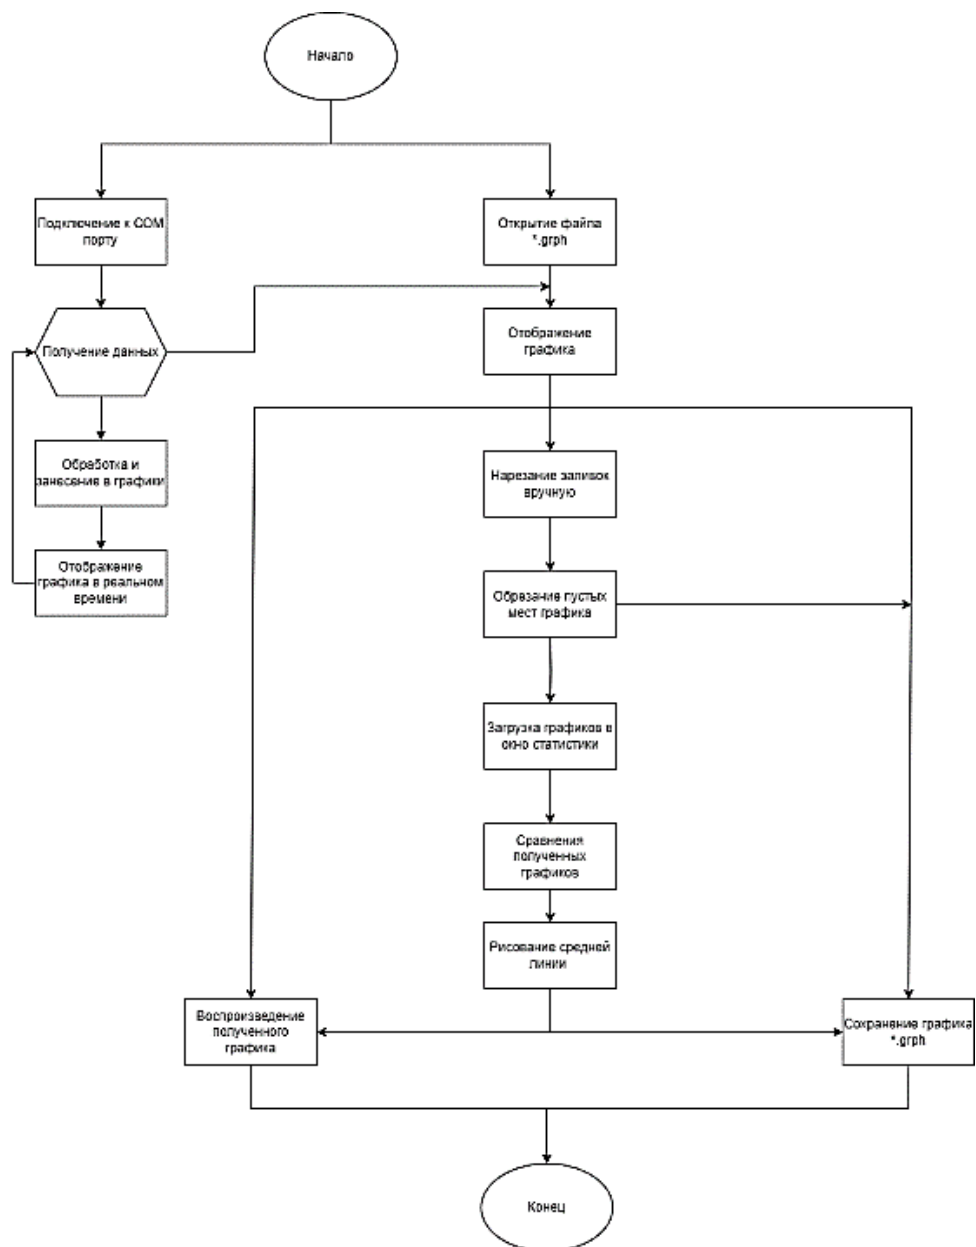 Начало
Подключение к COM
порту
Открытие файла
*.grph
Получение данных
Отображение
графика
Обработка и
занесение в графики
Нарезание заливок
вручную
Отображение
графика в реальном
времени
Обрезание пустых
мест графика
Загрузка графиков в
окно статистики
Сравнения
полученных
графиков
Рисование средней
линии
Воспроизведение
полученного
графика
Сохранение графика
*.grph
Конец